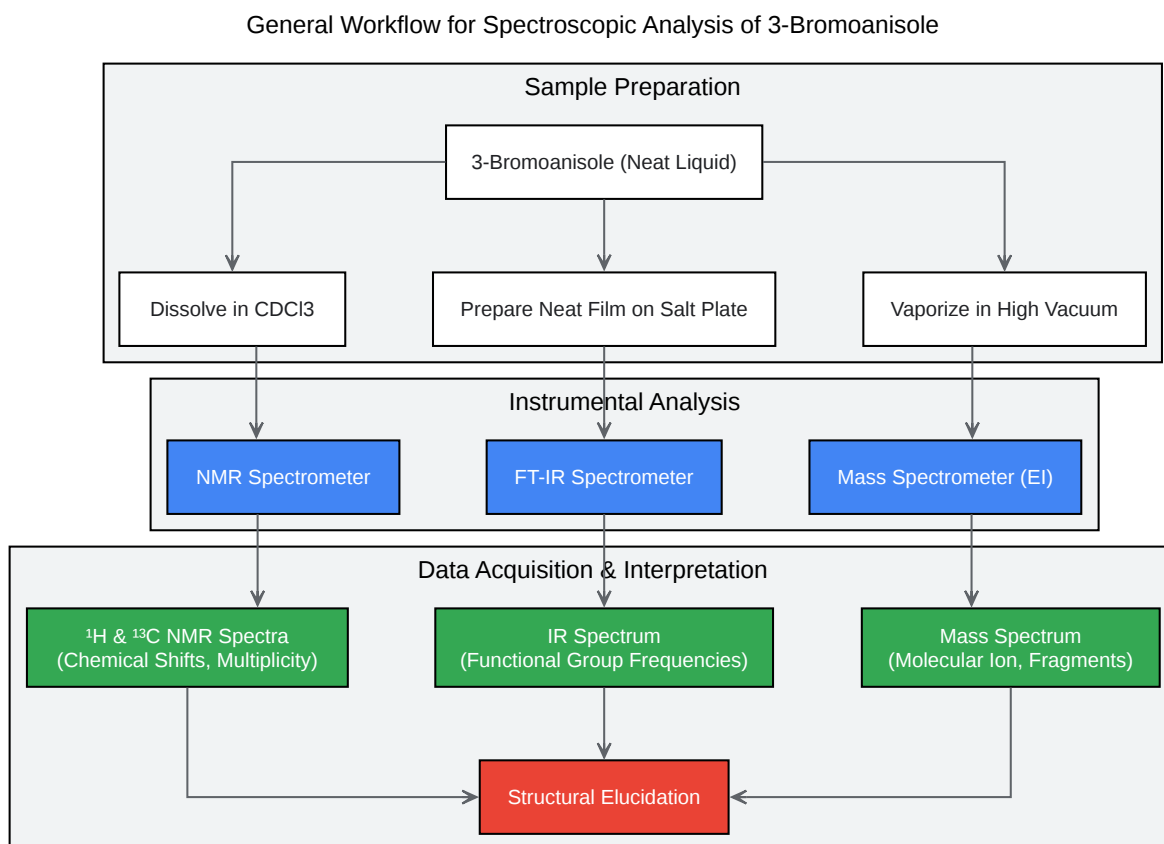 General Workflow for Spectroscopic Analysis of 3-Bromoanisole
Sample Preparation
3-Bromoanisole (Neat Liquid)
Dissolve in CDCl3
Prepare Neat Film on Salt Plate
Vaporize in High Vacuum
Instrumental Analysis
NMR Spectrometer
FT-IR Spectrometer
Mass Spectrometer (EI)
Data Acquisition & Interpretation
¹H & ¹³C NMR Spectra
(Chemical Shifts, Multiplicity)
IR Spectrum
(Functional Group Frequencies)
Mass Spectrum
(Molecular Ion, Fragments)
Structural Elucidation